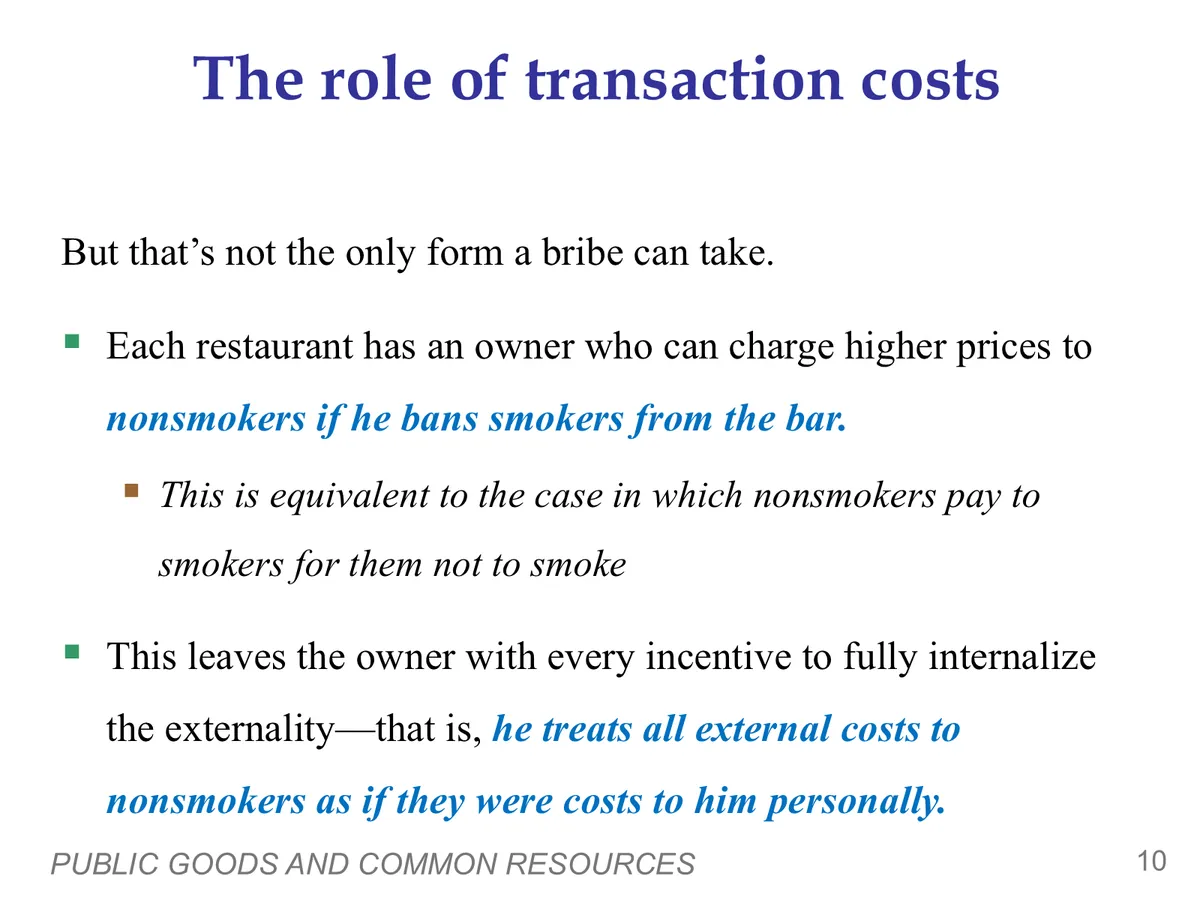 The role of transaction costs
But that’s not the only form a bribe can take.
Each restaurant has an owner who can charge higher prices to
nonsmokers if he bans smokers from the bar.
This is equivalent to the case in which nonsmokers pay to
smokers for them not to smoke
This leaves the owner with every incentive to fully internalize
the externality—that is, he treats all external costs to
nonsmokers as if they were costs to him personally.
PUBLIC GOODS AND COMMON RESOURCES
10